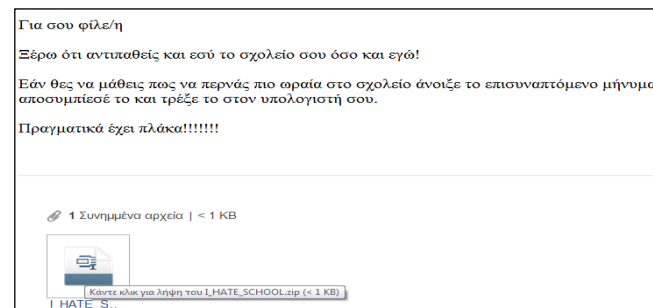 Για σου φίλε/η
Ξέρω ότι αντιπαθείς και εσύ το σχολείο σου όσο και εγώ!
Εάν θες να μάθεις πως να περνάς πιο ωραία στο σχολείο άνοιξε το επισυναπτόμενο μήνυμα
αποσυμπίεσέ το και τρέξε το στον υπολογιστή σου.
Πραγματικά έχει πλάκα!!!!!!!
1 Συνημμένα αρχεία | < 1 KB
Κάντε κλικ για λήψη του I_HATE_SCHOOL.zip (< 1 KB)
I_HATE_S...